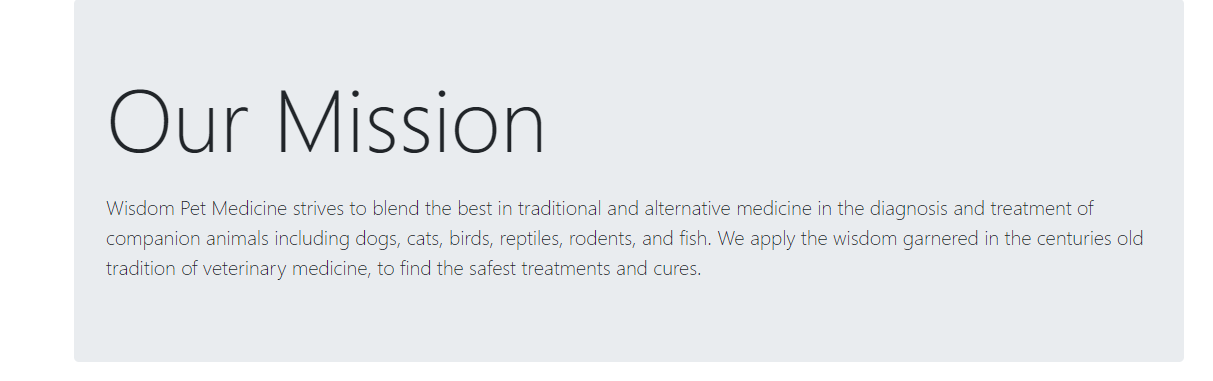 Our Mission
Wisdom Pet Medicine strives to blend the best in traditional and alternative medicine in the diagnosis and treatment of
companion animals including dogs, cats, birds, reptiles, rodents, and fish. We apply the wisdom garnered in the centuries old
tradition of veterinary medicine, to find the safest treatments and cures.